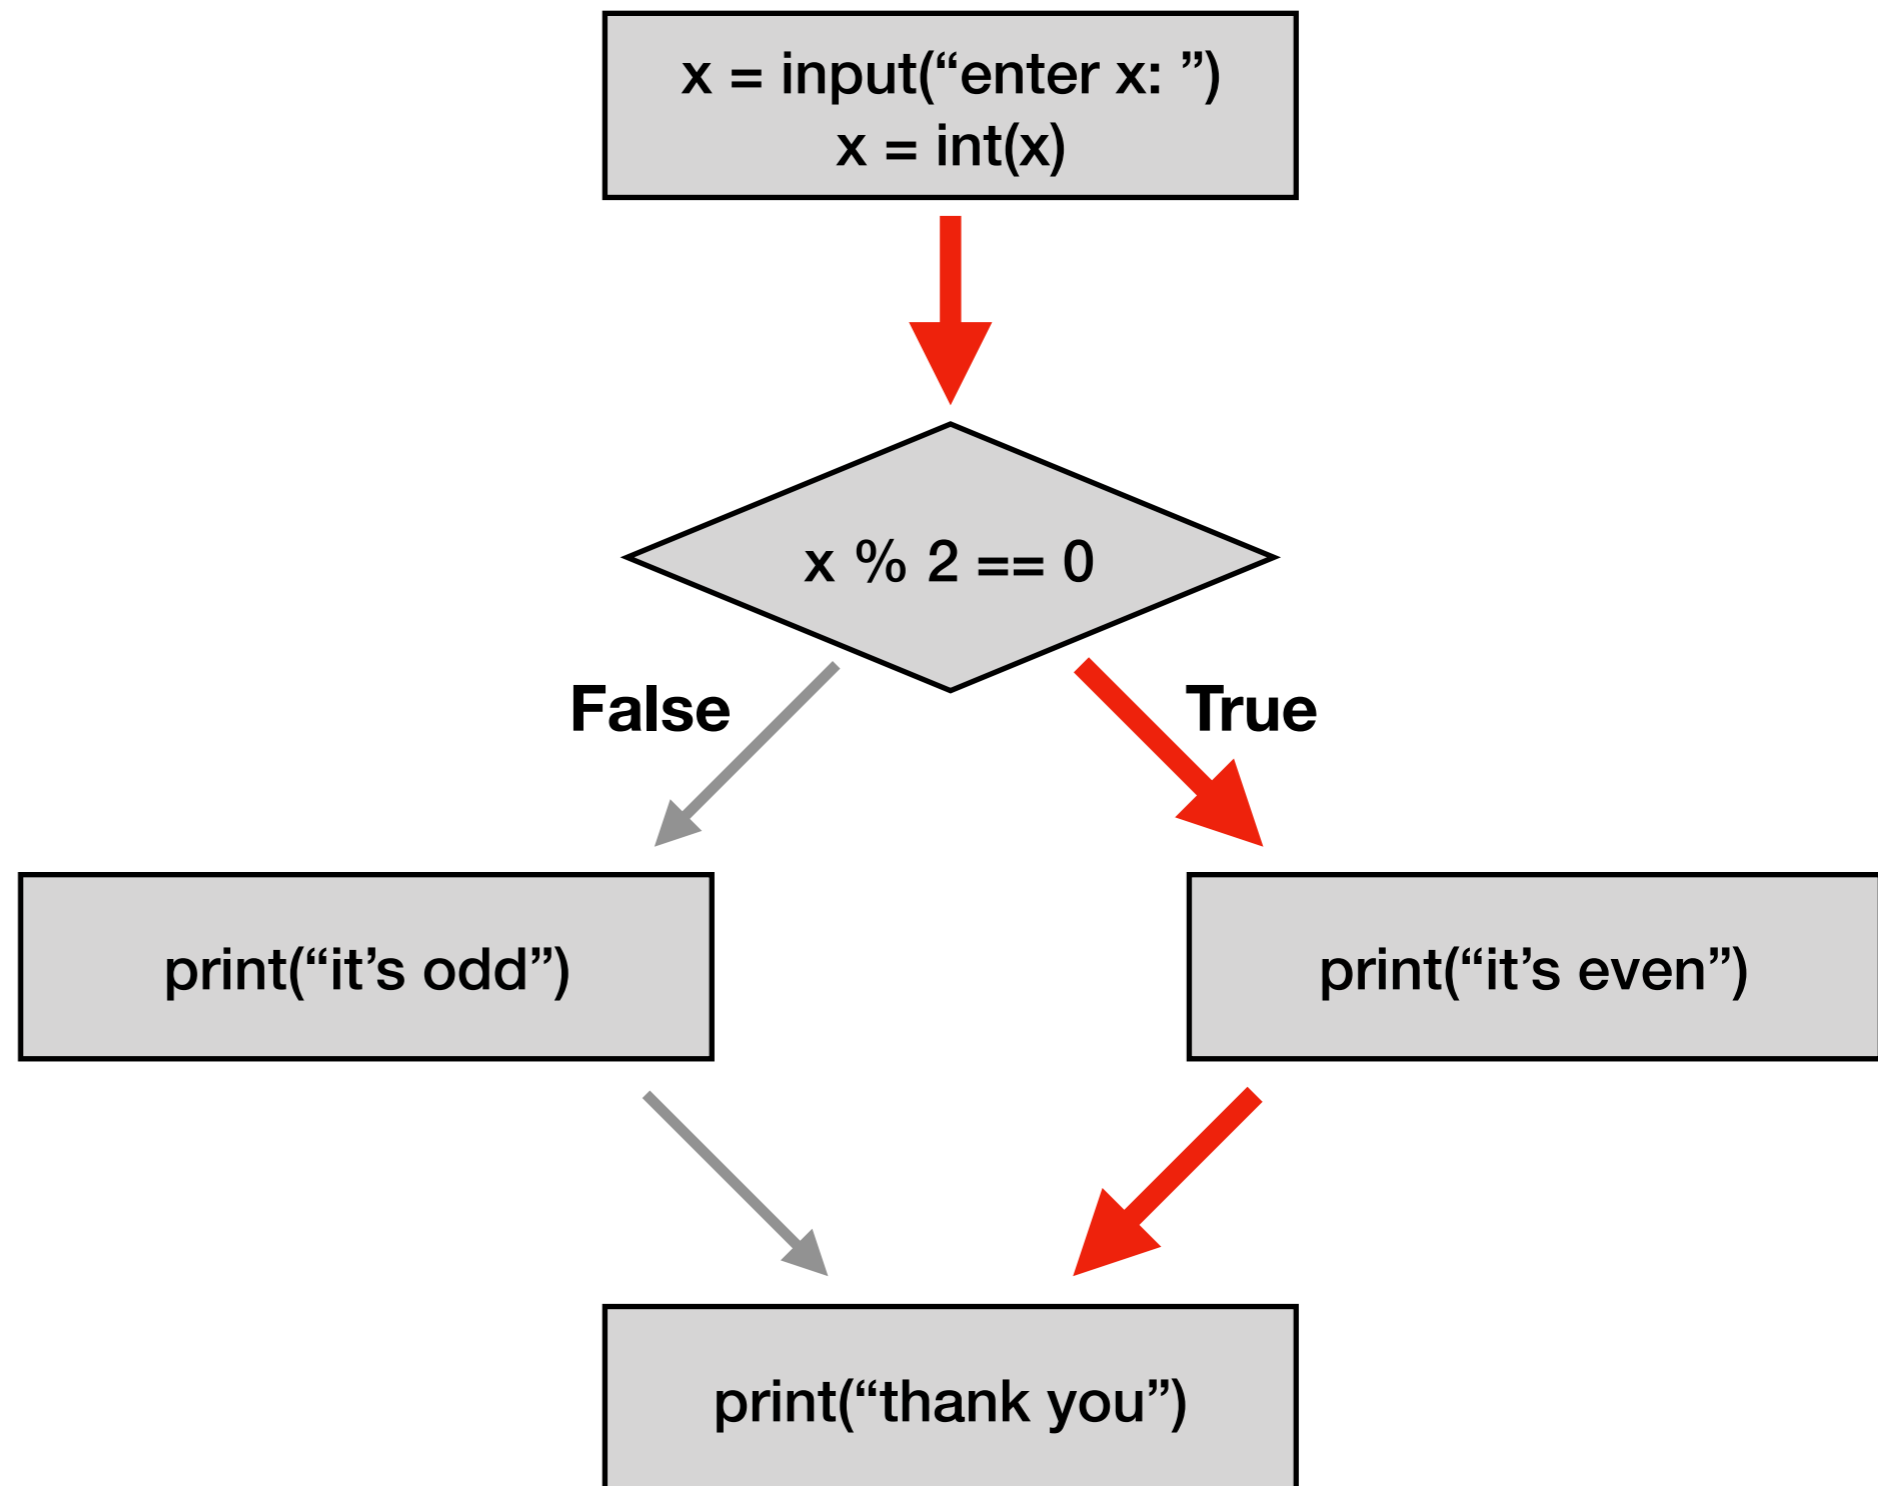 x = input(“enter x: ”)
x = int(x)
x % 2 == 0
False
True
print(“it’s odd”)
print(“it’s even”)
print(“thank you”)